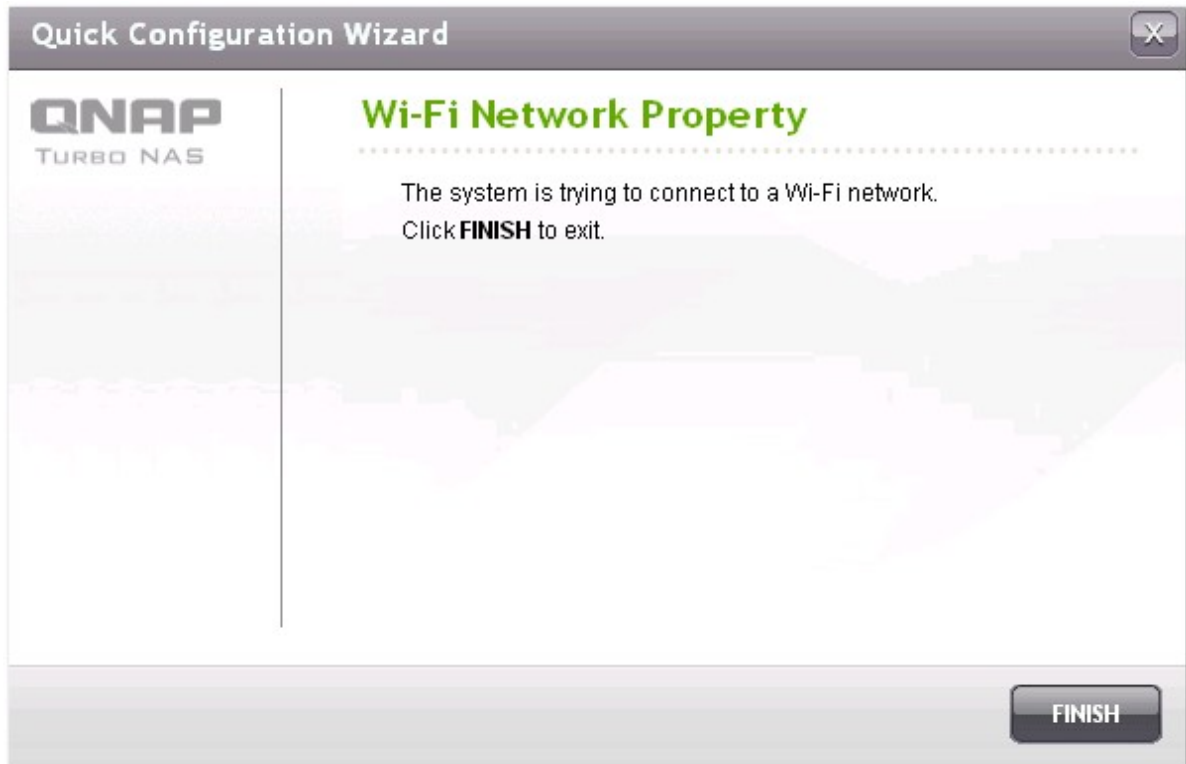 Quick Configuration Wizard
X
QNAP
TURBO NAS
Wi-Fi Network Property
The system is trying to connect to a Wi-Fi network.
Click FINISH to exit.
FINISH